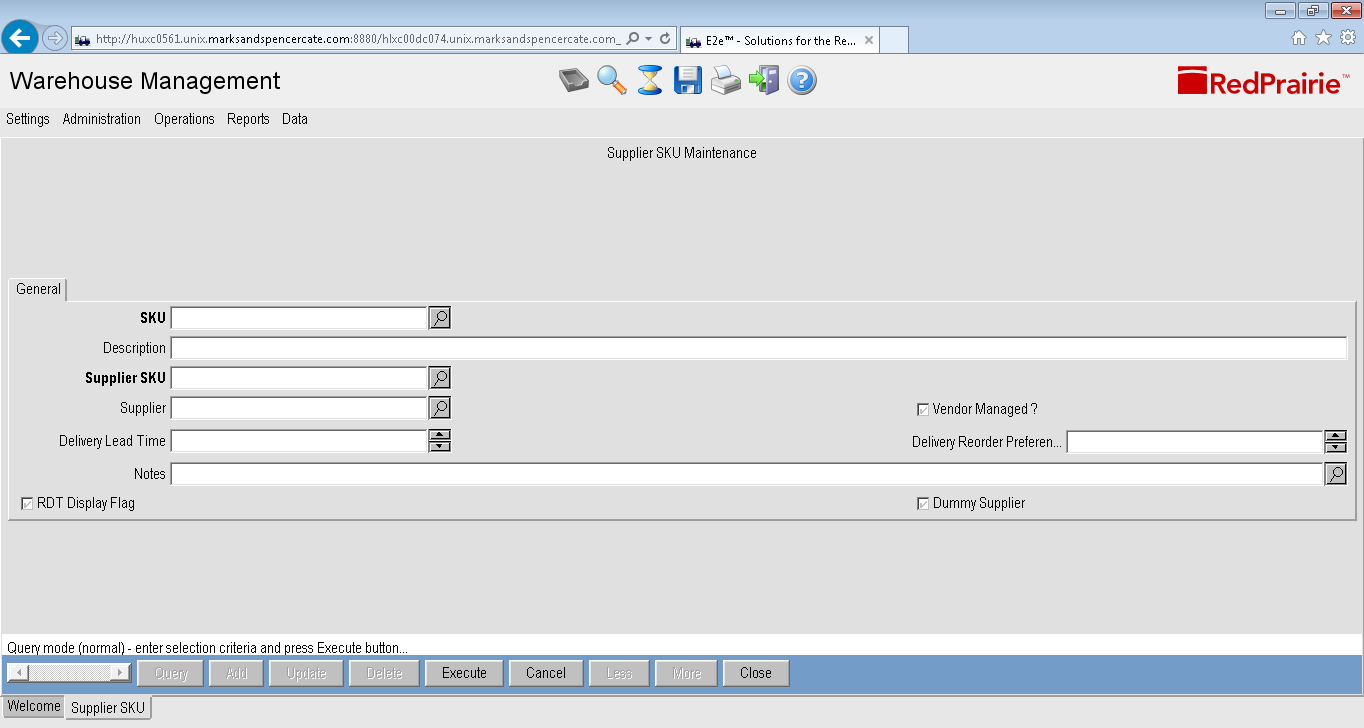 http://huxc0561.unix.marksandspencercate.com:8880/hlxc00dc074.unix.marksandspencercate.com_
E2e™ - Solutions for the Re...
Warehouse Management
RedPrairie™
Settings Administration Operations Reports Data
Supplier SKU Maintenance
General
SKU
Description
Supplier SKU
Supplier
Vendor Managed ?
Delivery Lead Time
Delivery Reorder Preferen...
Notes
RDT Display Flag
Dummy Supplier
Query mode (normal) - enter selection criteria and press Execute button...
Query Add Update Delete Execute Cancel Less More Close
Welcome Supplier SKU